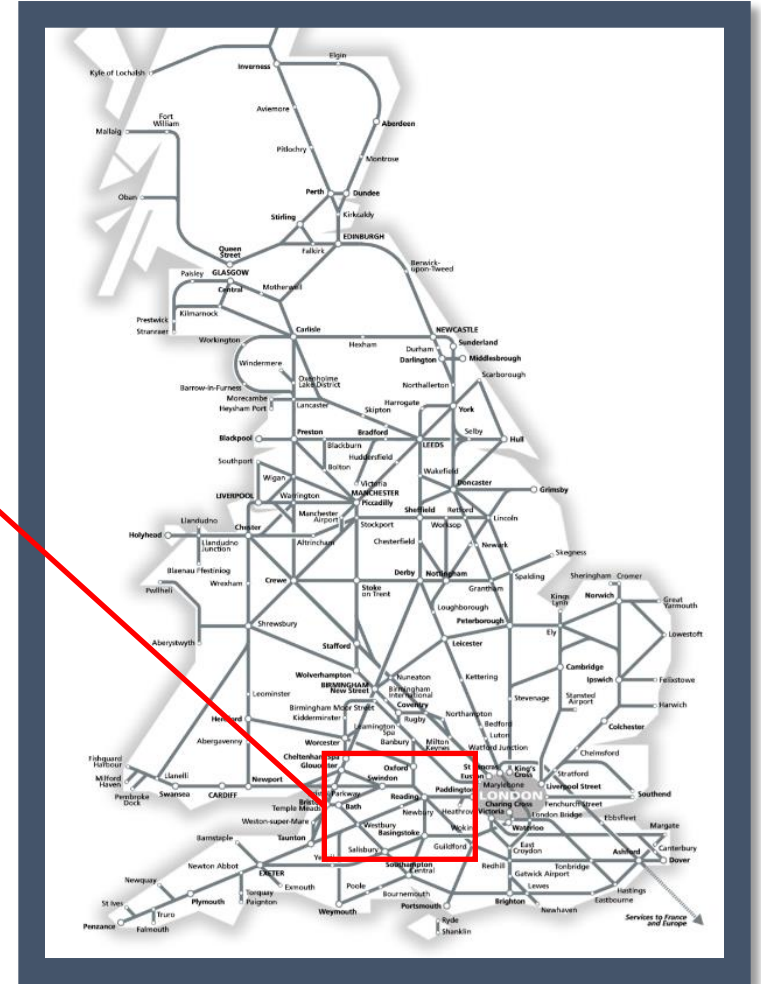 Elgin
Inverness
Kyle of Lochalsh
Aviemore
Fort
William
Mallaig
Aberdeen
Pitlochry
Montrose
Perth
Dundee
Oban
Stirling
Kirkcaldy
EDINBURGH
Queen
Street
Falkirk
Berwick-
upon-Tweed
Paisley
GLASGOW
Central
Motherwell
Prestwick
Kilmarnock
Stranraer
Carlisle
NEWCASTLE
Workington
Hexham
Durham
Sunderland
Darlington
Middlesbrough
Windermere
Scarborough
Oxenholme
Lake District
Barrow-in-Furness
Northallerton
Morecambe
Lancaster
Harrogate
Heysham Port
Skipton
York
Blackpool
Preston
Bradford
LEEDS
Selby
Hull
Blackburn
Huddersfield
Southport
Bolton
Wakefield
Wigan
Victoria
Doncaster
LIVERPOOL
Warrington
MANCHESTER
Piccadilly
Grimsby
Manchester
Airport
Sheffield
Retford
Llandudno
Stockport
Worksop
Lincoln
Holyhead
Chester
Llandudno
Junction
Altrincham
Chesterfield
Newark
Skegness
Blaenau Ffestiniog
Wrexham
Crewe
Stoke
on Trent
Derby
Nottingham
Grantham
Spalding
Sheringham
Cromer
Pwllheli
Kings
Lynn
Norwich
Great
Yarmouth
Loughborough
Shrewsbury
Peterborough
Ely
Aberystwyth
Stafford
Leicester
Lowestoft
Wolverhampton
Cambridge
BIRMINGHAM
New Street
Nuneaton
Kettering
Birmingham
International
Ipswich
Felixstowe
Leominster
Stevenage
Stansted
Airport
Birmingham Moor Street
Coventry
Harwich
Hereford
Kidderminster
Rugby
Northampton
Leamington
Spa
Bedford
Colchester
Abergavenny
Worcester
Banbury
Milton
Keynes
Luton
Watford Junction
Chelmsford
Fishguard
Harbour
Cheltenham Spa
Gloucester
Oxford
St Pancras
King's
Cross
Euston
Stratford
Milford
Haven
Llanelli
Newport
Swindon
Marylebone
Liverpool Street
Pembroke
Dock
Swansea
CARDIFF
Parkway
Reading
Paddington
LONDON
Southend
Bristol
Temple Meads
Bath
Newbury
Heathrow
Charing Cross
Victoria
Fenchurch Street
Weston-super-Mare
Westbury
London Bridge
Ebbsfleet
Basingstoke
Woking
Waterloo
Margate
Barnstaple
Taunton
Salisbury
Guildford
East
Croydon
Canterbury
Ashford
Dover
Newton Abbot
Southampton
Central
Redhill
Tonbridge
EXETER
Gatwick Airport
Newquay
Exmouth
Poole
Lewes
Hastings
Torquay
Paignton
Bournemouth
Eastbourne
St Ives
Plymouth
Weymouth
Portsmouth
Brighton
Newhaven
Truro
Ryde
Services to France
and Europe
Penzance
Falmouth
Shanklin